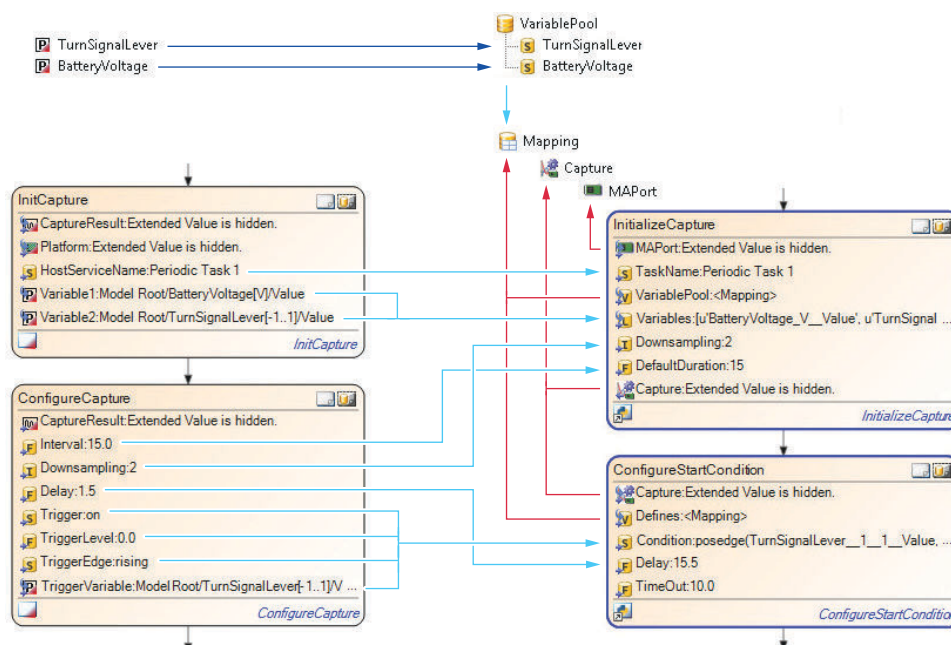 VariablePool
TurnSignalLever
TurnSignalLever
BatteryVoltage
BatteryVoltage
Mapping
Capture
MAPort
InitCapture
CaptureResult:Extended Value is hidden.
Platform:Extended Value is hidden.
HostServiceName:Periodic Task 1
Variable1:Model Root/BatteryVoltage[V]/Value
Variable2:Model Root/TurnSignalLever[-1..1]/Value
InitCapture
InitializeCapture
MAPort:Extended Value is hidden.
TaskName:Periodic Task 1
VariablePool:<Mapping>
Variables:[u'BatteryVoltage_V__Value', u'TurnSignal ...
Downsampling:2
DefaultDuration:15
Capture:Extended Value is hidden.
InitializeCapture
ConfigureCapture
CaptureResult:Extended Value is hidden.
Interval:15.0
Downsampling:2
Delay:1.5
Trigger:on
TriggerLevel:0.0
TriggerEdge:rising
TriggerVariable:Model Root/TurnSignalLever[-1..1]/V ...
ConfigureCapture
ConfigureStartCondition
Capture:Extended Value is hidden.
Defines:<Mapping>
Condition:posedge(TurnSignalLever__1__1__Value, ...
Delay:15.5
TimeOut:10.0
ConfigureStartCondition